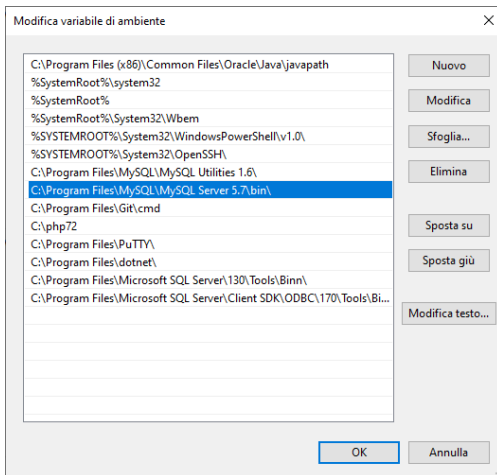 Modifica variabile di ambiente
C:\Program Files (x86)\Common Files\Oracle\Java\javapath
%SystemRoot%\system32
%SystemRoot%
%SystemRoot%\System32\Wbem
%SYSTEMROOT%\System32\WindowsPowerShell\v1.0\
%SYSTEMROOT%\System32\OpenSSH\
C:\Program Files\MySQL\MySQL Utilities 1.6\
C:\Program Files\MySQL\MySQL Server 5.7\bin\
C:\Program Files\Git\cmd
C:\php72
C:\Program Files\PuTTY\
C:\Program Files\dotnet\
C:\Program Files\Microsoft SQL Server\130\Tools\Binn\
C:\Program Files\Microsoft SQL Server\Client SDK\ODBC\170\Tools\Bi...
Nuovo
Modifica
Sfoglia...
Elimina
Sposta su
Sposta giù
Modifica testo...
OK
Annulla